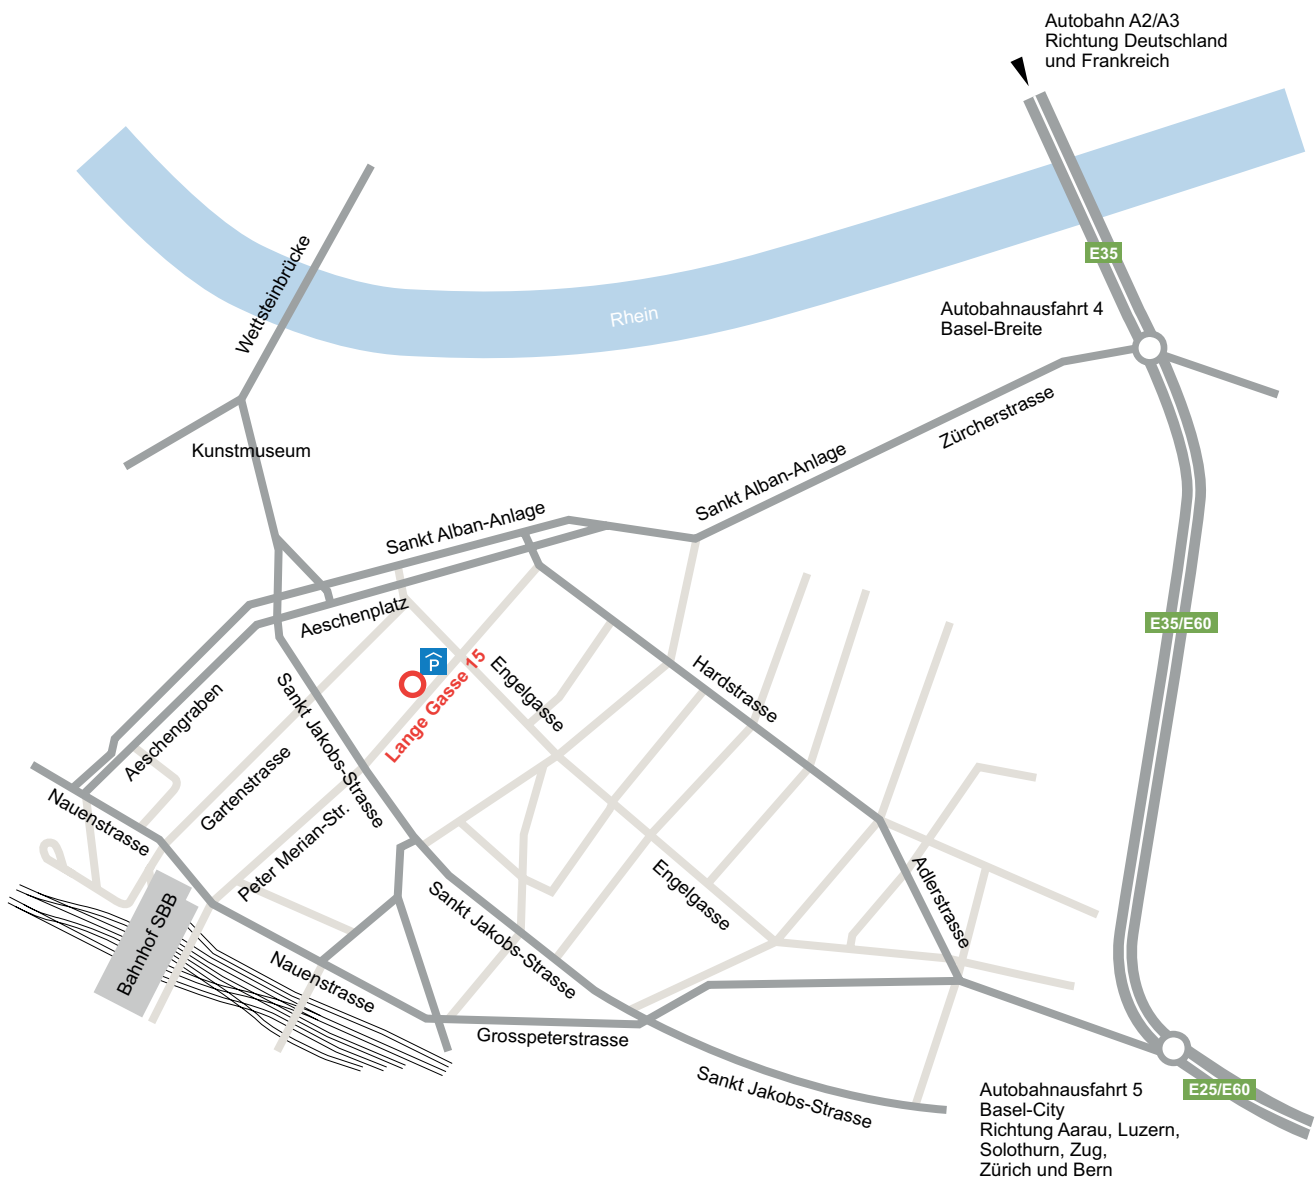 Autobahn A2/A3
Richtung Deutschland
und Frankreich
E35
Wettsteinbrücke
Rhein
Autobahnausfahrt 4
Basel-Breite
Zürcherstrasse
Kunstmuseum
Sankt Alban-Anlage
Sankt Alban-Anlage
Aeschenplatz
E35/E60
P
Lange Gasse 15
Engelgasse
Hardstrasse
Sankt Jakobs-Strasse
Aeschengraben
Gartenstrasse
Nauenstrasse
Peter Merian-Str.
Engelgasse
Adlerstrasse
Sankt Jakobs-Strasse
Bahnhof SBB
Nauenstrasse
Grosspeterstrasse
Sankt Jakobs-Strasse
E25/E60
Autobahnausfahrt 5
Basel-City
Richtung Aarau, Luzern,
Solothurn, Zug,
Zürich und Bern